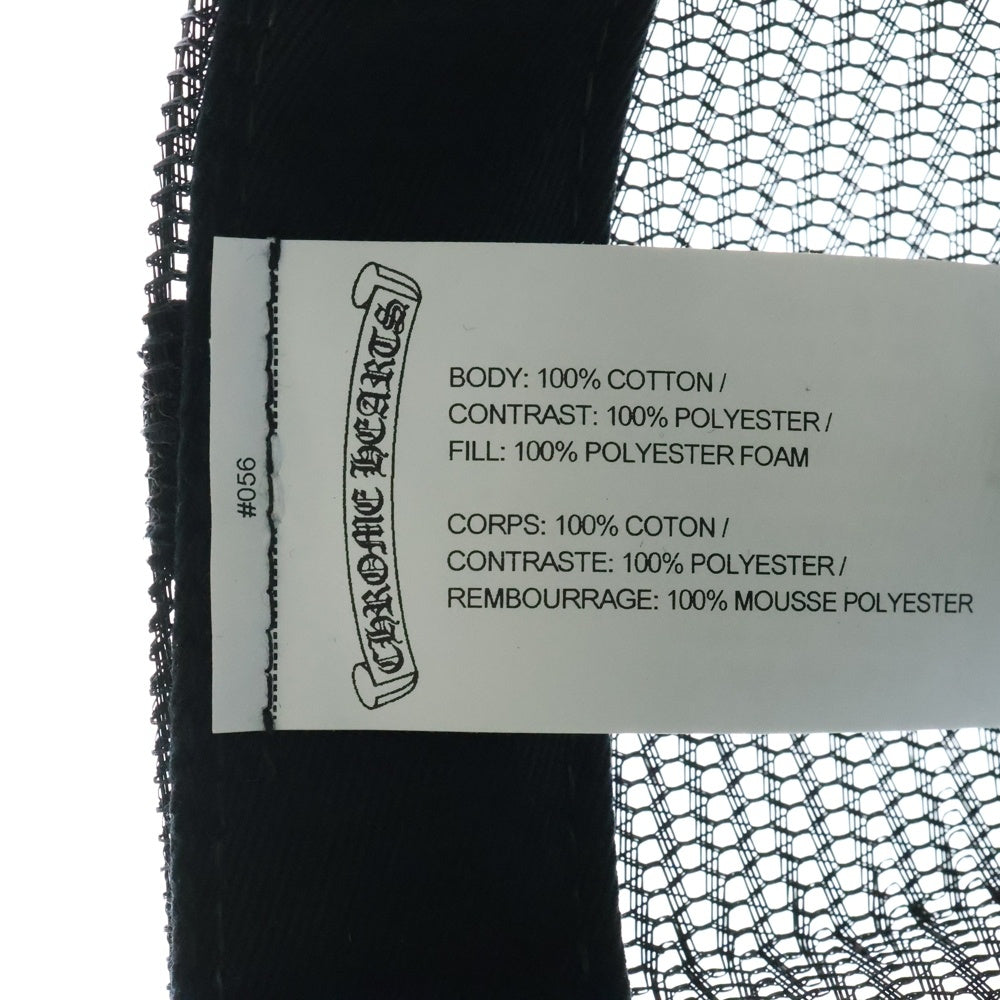 #056
CHROME HEARTS
BODY: 100% COTTON /
CONTRAST: 100% POLYESTER /
FILL: 100% POLYESTER FOAM
CORPS: 100% COTON /
CONTRASTE: 100% POLYESTER /
REMBOURRAGE: 100% MOUSSE POLYESTER